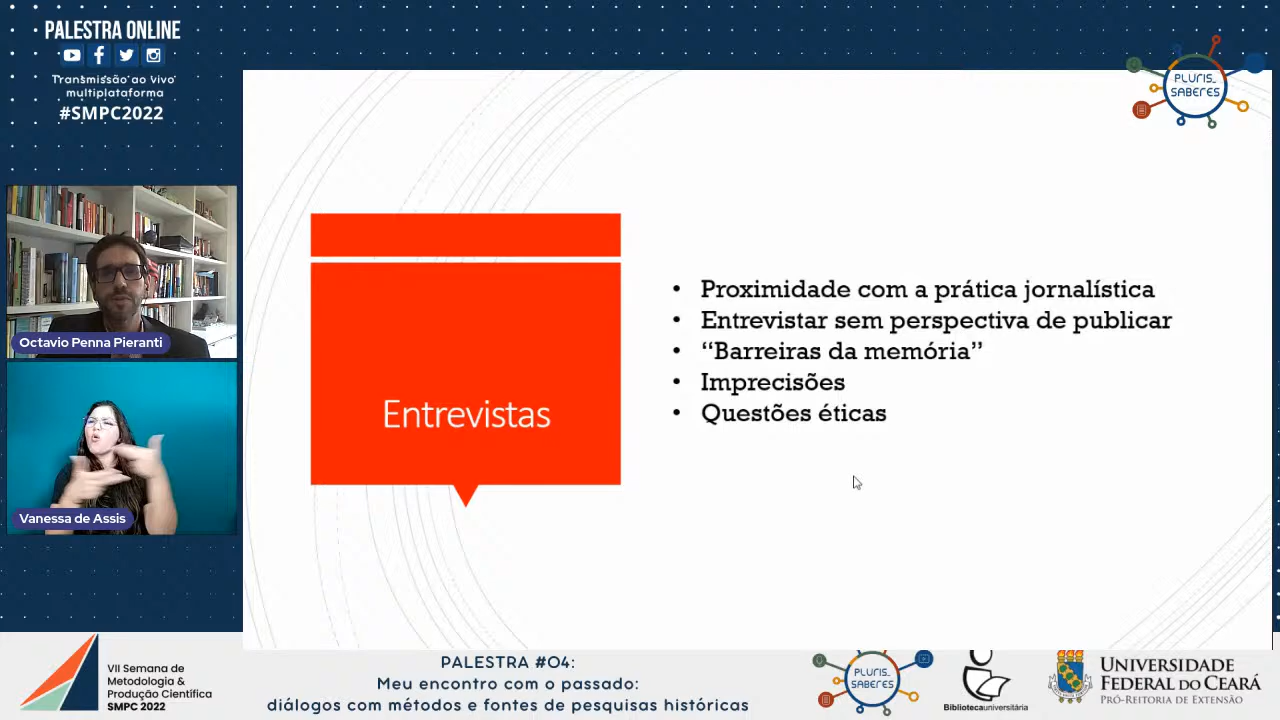 PALESTRA ONLINE
Transmissão ao vivo
multiplataforma
#SMPC2022
PLURIS_
SABERES
Octavio Penna Pieranti
Vanessa de Assis
Entrevistas
• Proximidade com a prática jornalística
• Entrevistar sem perspectiva de publicar
• “Barreiras da memória”
• Imprecisões
• Questões éticas
VII Semana de
Metodologia &
Produção Científica
SMPC 2022
PALESTRA #04:
Meu encontro com o passado:
diálogos com métodos e fontes de pesquisas históricas
PLURIS_
SABERES
Bibliotecauniversitária
UNIVERSIDADE
FEDERAL DO CEARÁ
PRÓ-REITORIA DE EXTENSÃO